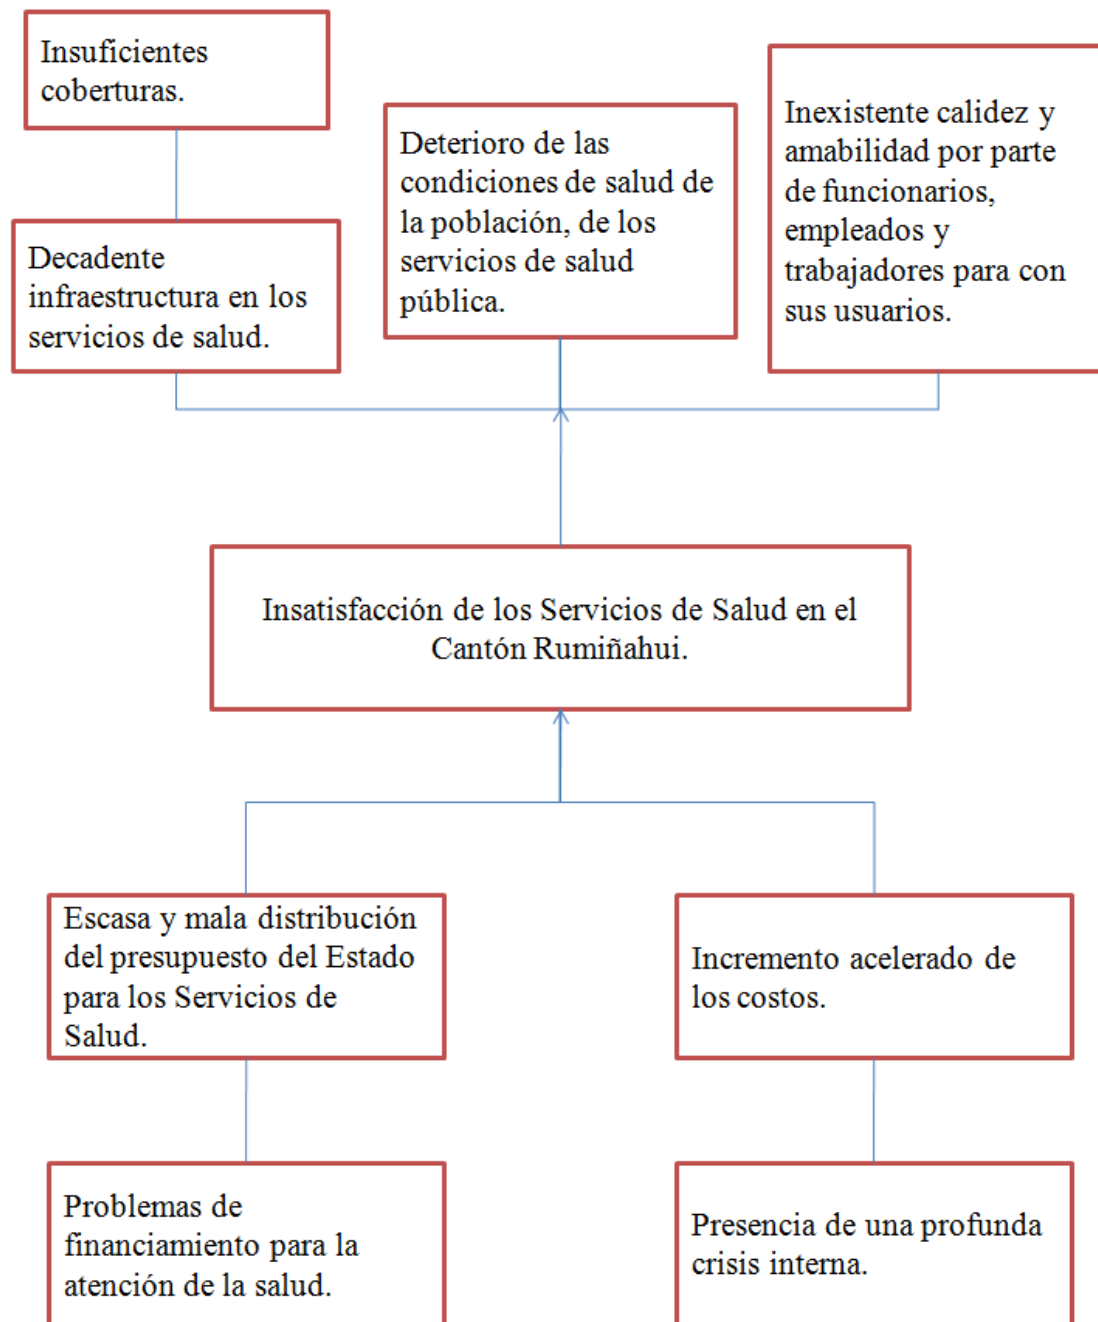 Insuficientes
coberturas.
Decadente
infraestructura en los
servicios de salud.
Deterioro de las
condiciones de salud de
la población, de los
servicios de salud
pública.
Inexistente calidez y
amabilidad por parte
de funcionarios,
empleados y
trabajadores para con
sus usuarios.
Insatisfacción de los Servicios de Salud en el
Cantón Rumiñahui.
Escasa y mala distribución
del presupuesto del Estado
para los Servicios de
Salud.
Incremento acelerado de
los costos.
Problemas de
financiamiento para la
atención de la salud.
Presencia de una profunda
crisis interna.